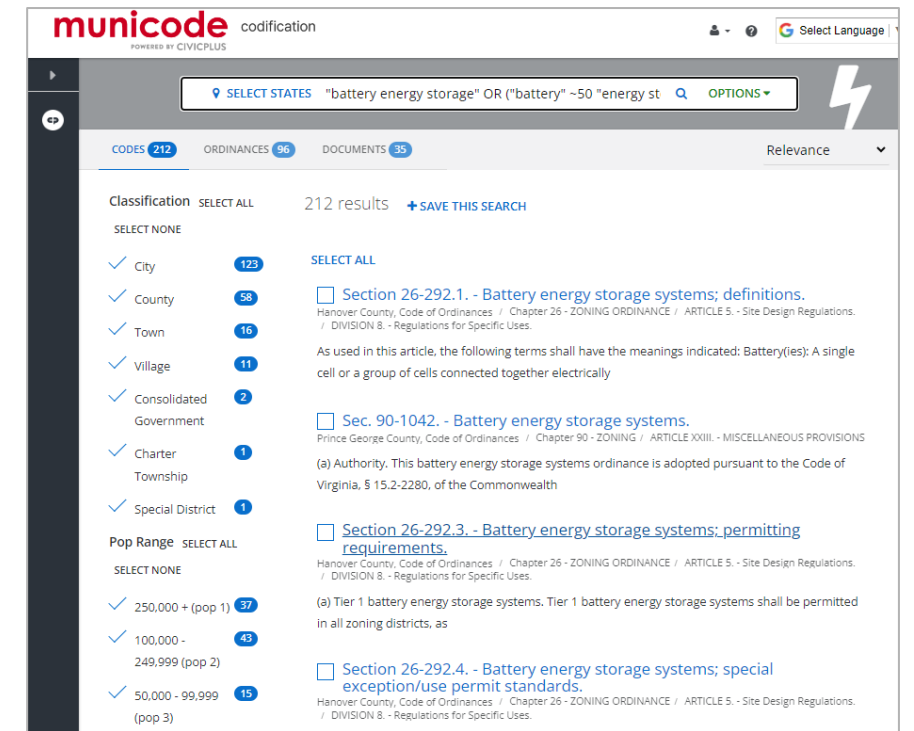 municode codification
POWERED BY CIVICPLUS
G Select Language
SELECT STATES "battery energy storage" OR ("battery" ~50 "energy st OPTIONS
CODES 212 ORDINANCES 96 DOCUMENTS 35 Relevance
Classification SELECT ALL
SELECT NONE
City 123
County 58
Town 16
Village 11
Consolidated 2
Government
Charter 1
Township
Special District 1
Pop Range SELECT ALL
SELECT NONE
250,000 + (pop 1) 37
100,000 - 43
249,999 (pop 2)
50,000 - 99,999 15
(pop 3)
212 results + SAVE THIS SEARCH
SELECT ALL
Section 26-292.1. - Battery energy storage systems; definitions.
Hanover County, Code of Ordinances / Chapter 26 - ZONING ORDINANCE / ARTICLE 5. - Site Design Regulations.
/ DIVISION 8. - Regulations for Specific Uses.
As used in this article, the following terms shall have the meanings indicated: Battery(ies): A single
cell or a group of cells connected together electrically
Sec. 90-1042. - Battery energy storage systems.
Prince George County, Code of Ordinances / Chapter 90 - ZONING / ARTICLE XXIII. - MISCELLANEOUS PROVISIONS
(a) Authority. This battery energy storage systems ordinance is adopted pursuant to the Code of
Virginia, § 15.2-2280, of the Commonwealth
Section 26-292.3. - Battery energy storage systems; permitting
requirements.
Hanover County, Code of Ordinances / Chapter 26 - ZONING ORDINANCE / ARTICLE 5. - Site Design Regulations.
/ DIVISION 8. - Regulations for Specific Uses.
(a) Tier 1 battery energy storage systems. Tier 1 battery energy storage systems shall be permitted
in all zoning districts, as
Section 26-292.4. - Battery energy storage systems; special
exception/use permit standards.
Hanover County, Code of Ordinances / Chapter 26 - ZONING ORDINANCE / ARTICLE 5. - Site Design Regulations.
/ DIVISION 8. - Regulations for Specific Uses.